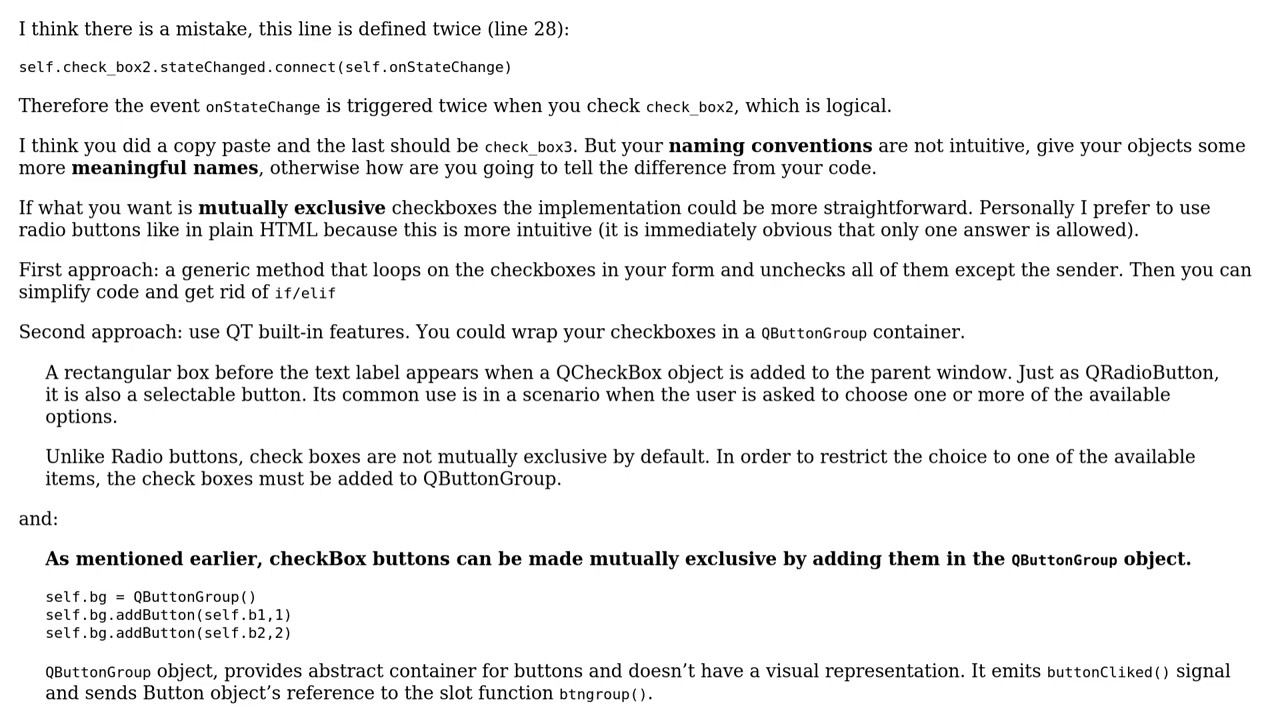 I think there is a mistake, this line is defined twice (line 28):
self.check_box2.stateChanged.connect(self.onStateChange)
Therefore the event onStateChange is triggered twice when you check check_box2, which is logical.
I think you did a copy paste and the last should be check_box3. But your naming conventions are not intuitive, give your objects some
more meaningful names, otherwise how are you going to tell the difference from your code.
If what you want is mutually exclusive checkboxes the implementation could be more straightforward. Personally I prefer to use
radio buttons like in plain HTML because this is more intuitive (it is immediately obvious that only one answer is allowed).
First approach: a generic method that loops on the checkboxes in your form and unchecks all of them except the sender. Then you can
simplify code and get rid of if/elif
Second approach: use QT built-in features. You could wrap your checkboxes in a QButtonGroup container.
A rectangular box before the text label appears when a QCheckBox object is added to the parent window. Just as QRadioButton,
it is also a selectable button. Its common use is in a scenario when the user is asked to choose one or more of the available
options.
Unlike Radio buttons, check boxes are not mutually exclusive by default. In order to restrict the choice to one of the available
items, the check boxes must be added to QButtonGroup.
and:
As mentioned earlier, checkBox buttons can be made mutually exclusive by adding them in the QButtonGroup object.
self.bg = QButtonGroup()
self.bg.addButton(self.b1,1)
self.bg.addButton(self.b2,2)
QButtonGroup object, provides abstract container for buttons and doesn’t have a visual representation. It emits buttonCliked() signal
and sends Button object’s reference to the slot function btngroup().